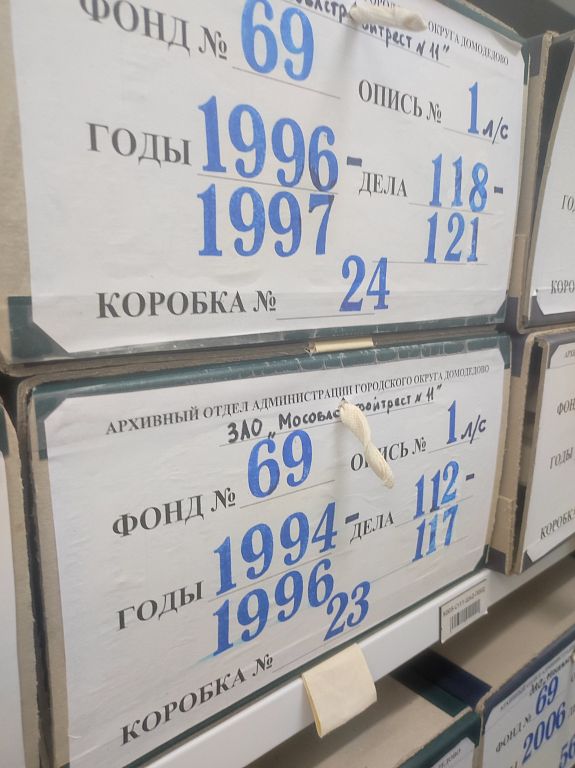 ОКРУГА ДОМОДЕДОВО
ФОНД № 69
ОПИСЬ № 1 л/с
ГОДЫ 1996-
1997
ДЕЛА 118-
121
КОРОБКА № 24
АРХИВНЫЙ ОТДЕЛ АДМИНИСТРАЦИИ ГОРОДСКОГО ОКРУГА ДОМОДЕДОВО
ЗАО „Мособлстройтрест № 11"
ФОНД № 69
ОПИСЬ № 1 л/с
ГОДЫ 1994-
1996
ДЕЛА 112-
117
КОРОБКА № 23
ФОНД № 69
2006